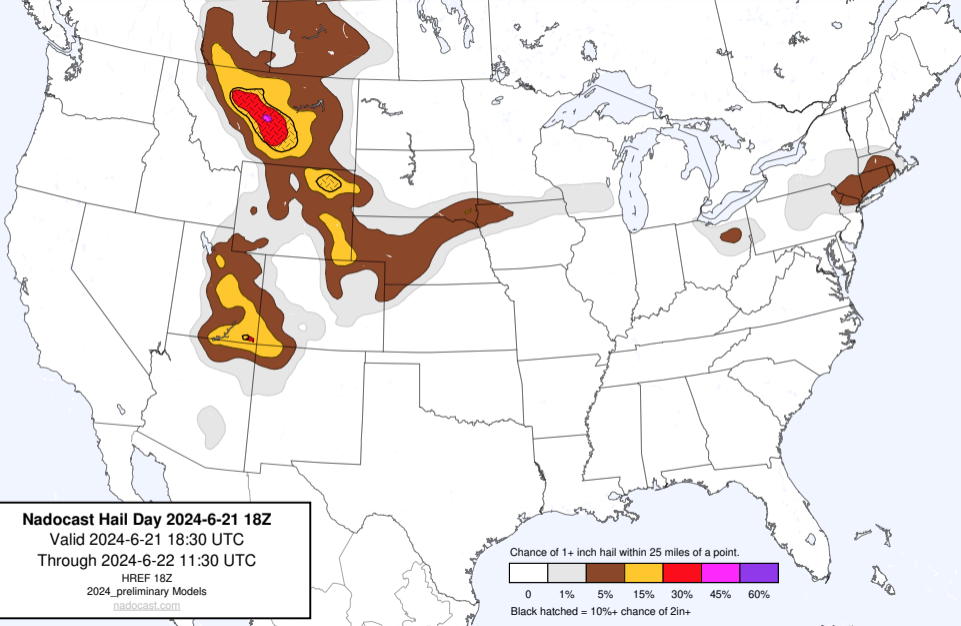 Nadocast Hail Day 2024-6-21 18Z
Valid 2024-6-21 18:30 UTC
Through 2024-6-22 11:30 UTC
HREF 18Z
2024_preliminary Models
nadocast.com
Chance of 1+ inch hail within 25 miles of a point.
0 1% 5% 15% 30% 45% 60%
Black hatched = 10%+ chance of 2in+